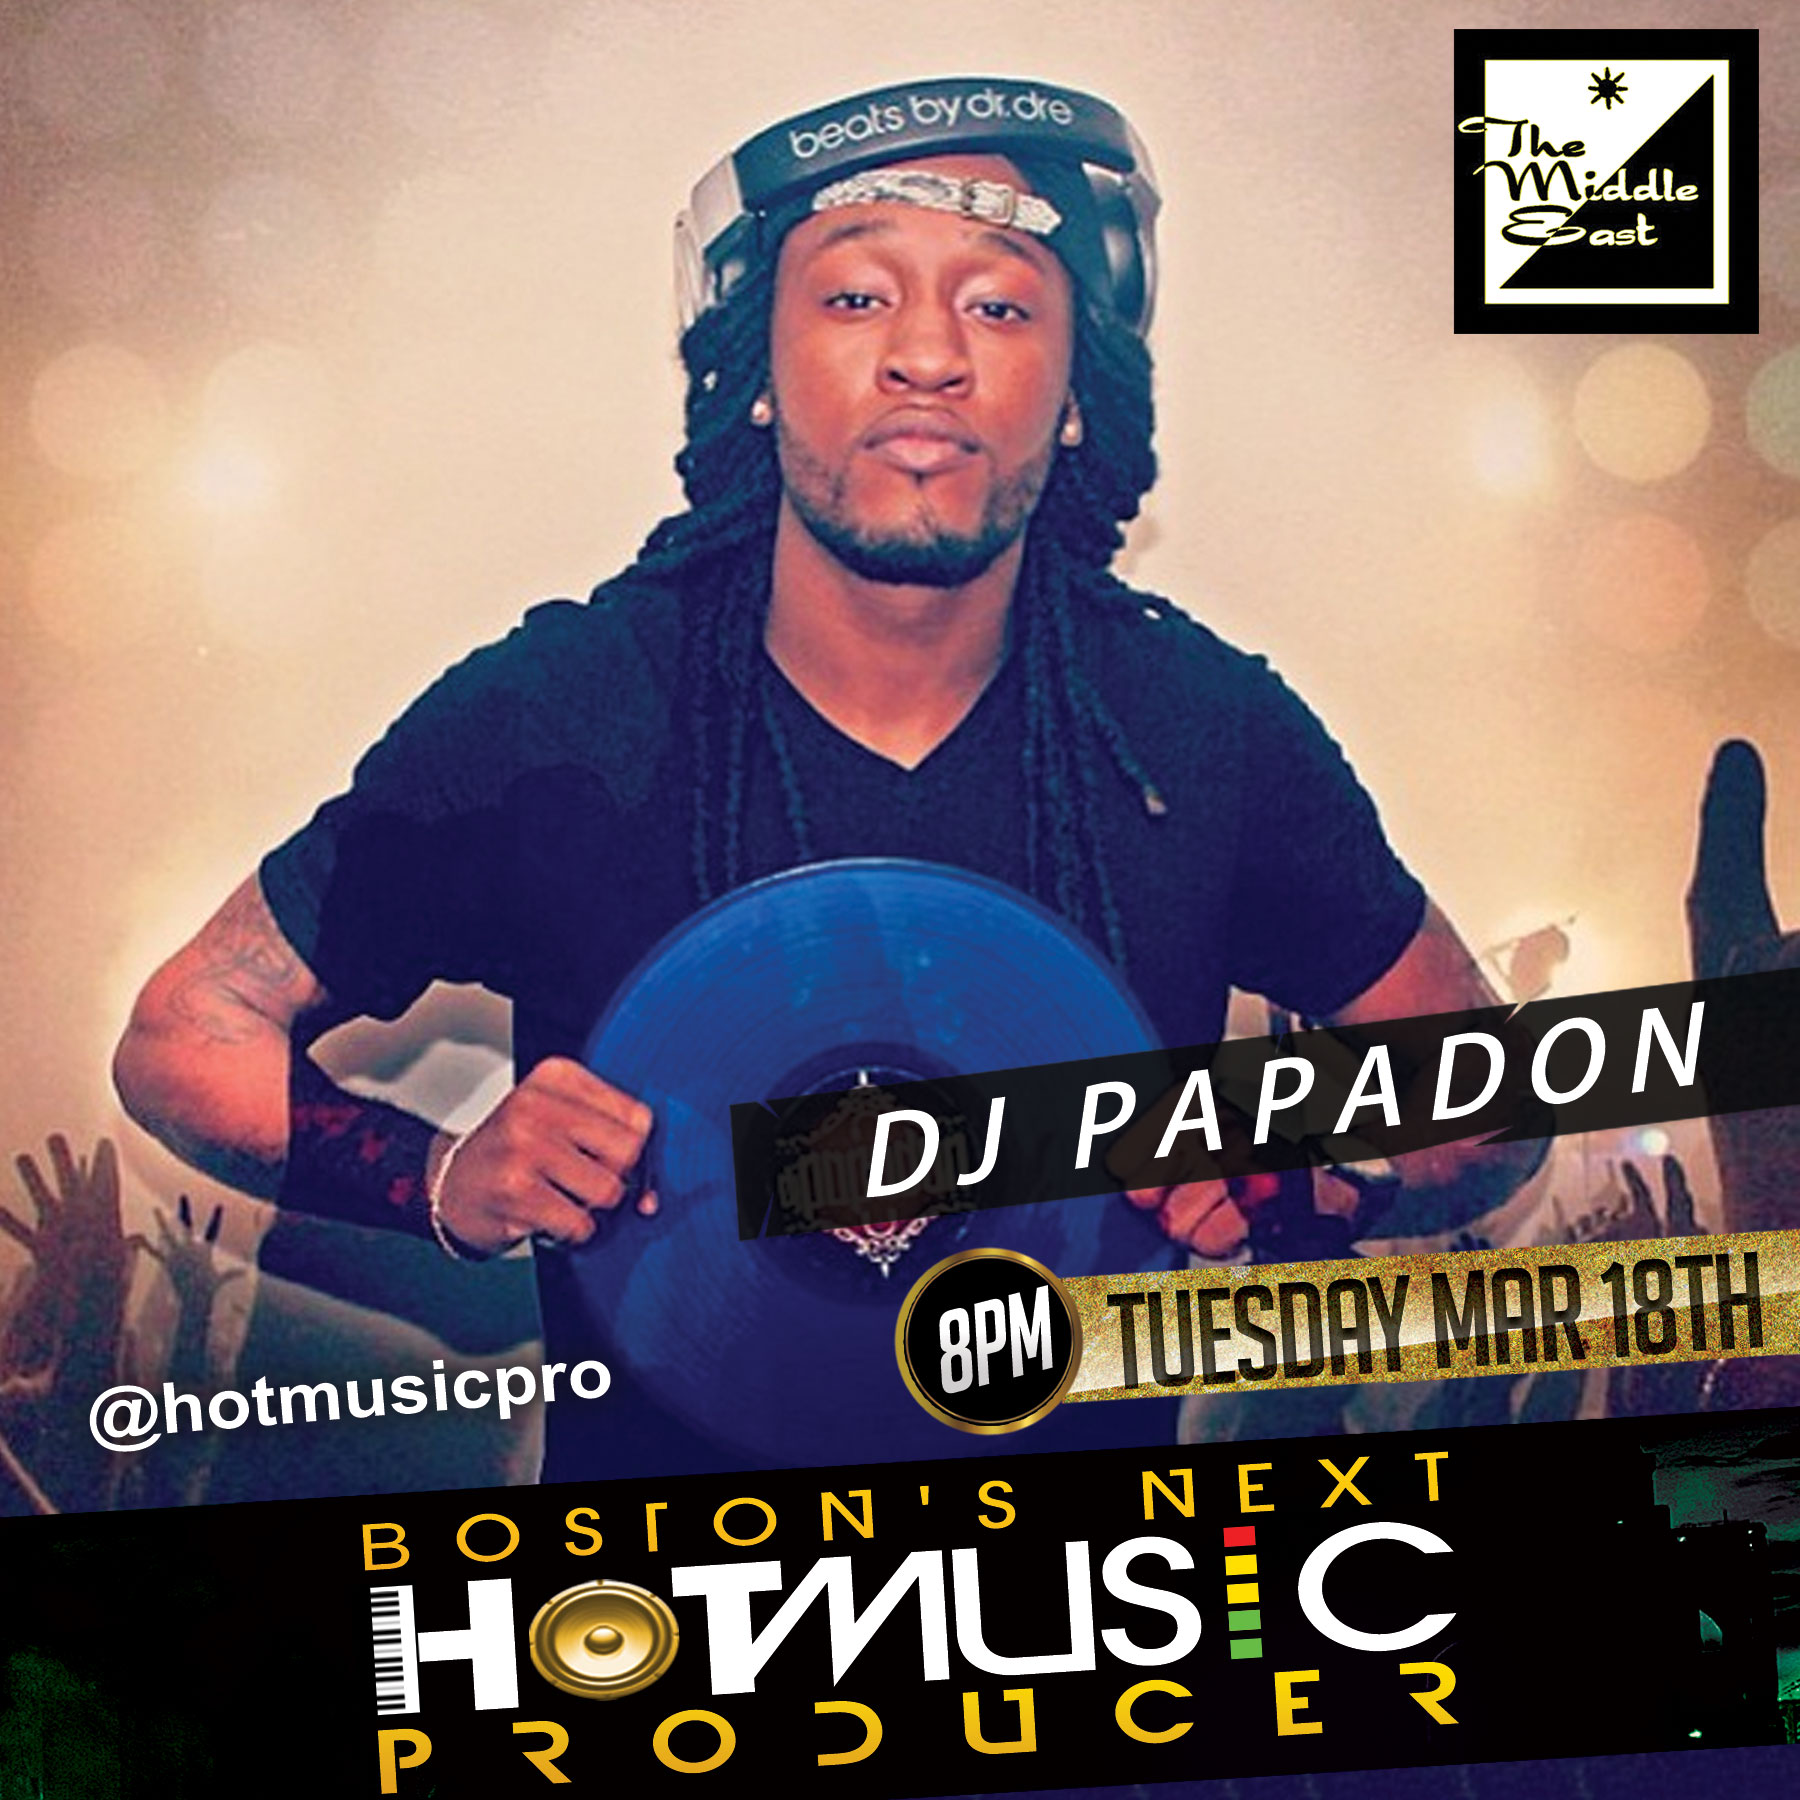 beats by dr.dre
The
Middle
East
DJ PAPADON
8PM
TUESDAY MAR 18TH
@hotmusicpro
BOSTON'S NEXT
HOTMUSIC
PRODUCER